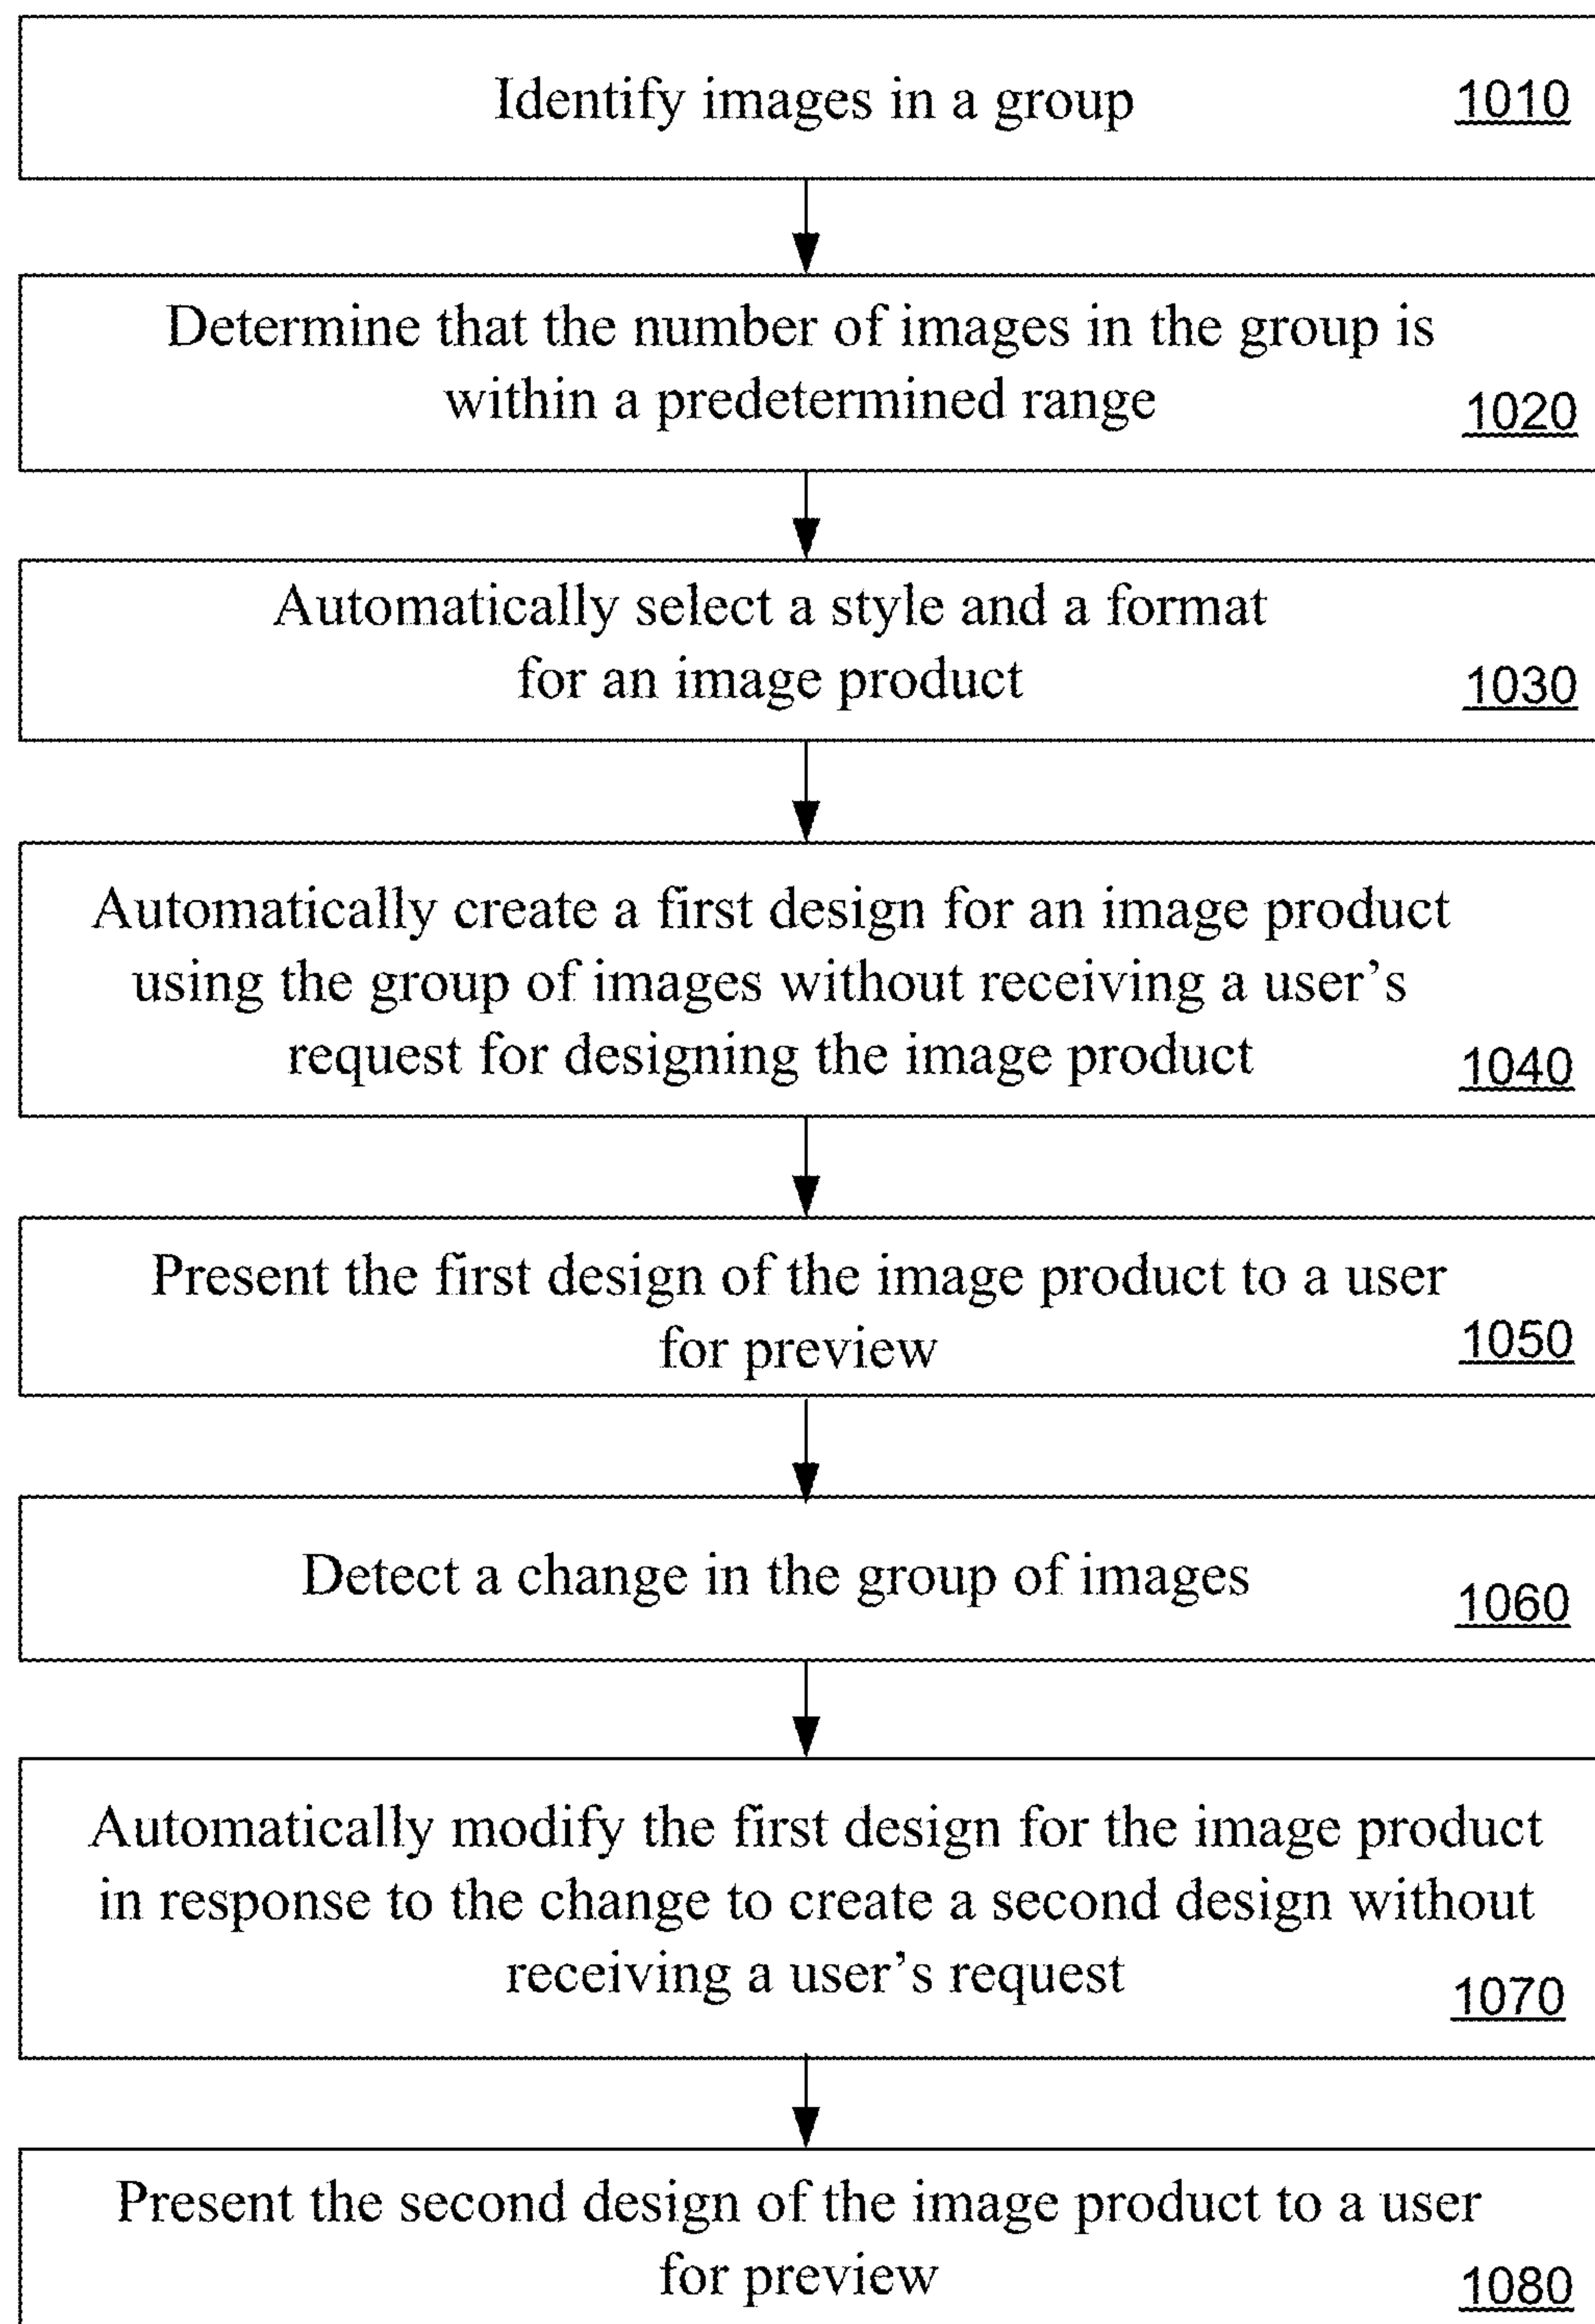 Identify images in a group 1010
Determine that the number of images in the group is
within a predetermined range 1020
Automatically select a style and a format
for an image product 1030
Automatically create a first design for an image product
using the group of images without receiving a user's
request for designing the image product 1040
Present the first design of the image product to a user
for preview 1050
Detect a change in the group of images 1060
Automatically modify the first design for the image product
in response to the change to create a second design without
receiving a user's request 1070
Present the second design of the image product to a user
for preview 1080